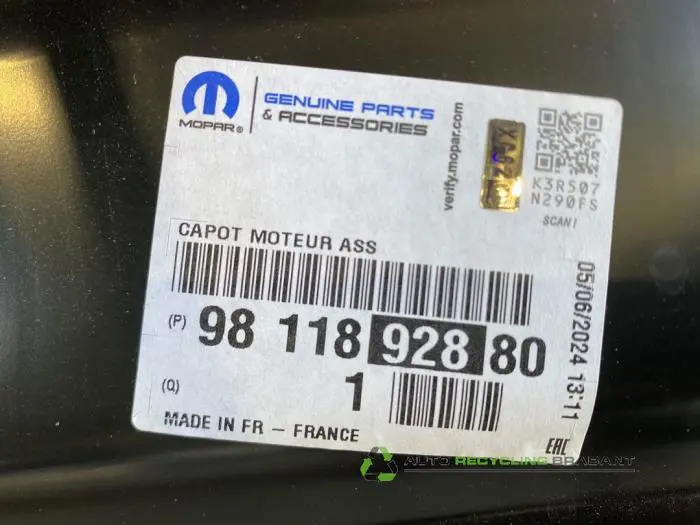 MOPAR®
GENUINE PARTS
& ACCESSORIES
verify.mopar.com
K3R507
N290FS
SCAN!
CAPOT MOTEUR ASS
(P) 98 118 928 80
(Q) 1
MADE IN FR - FRANCE
05/06/2024 13:11
EAC
AUTO RECYCLING BRABANT